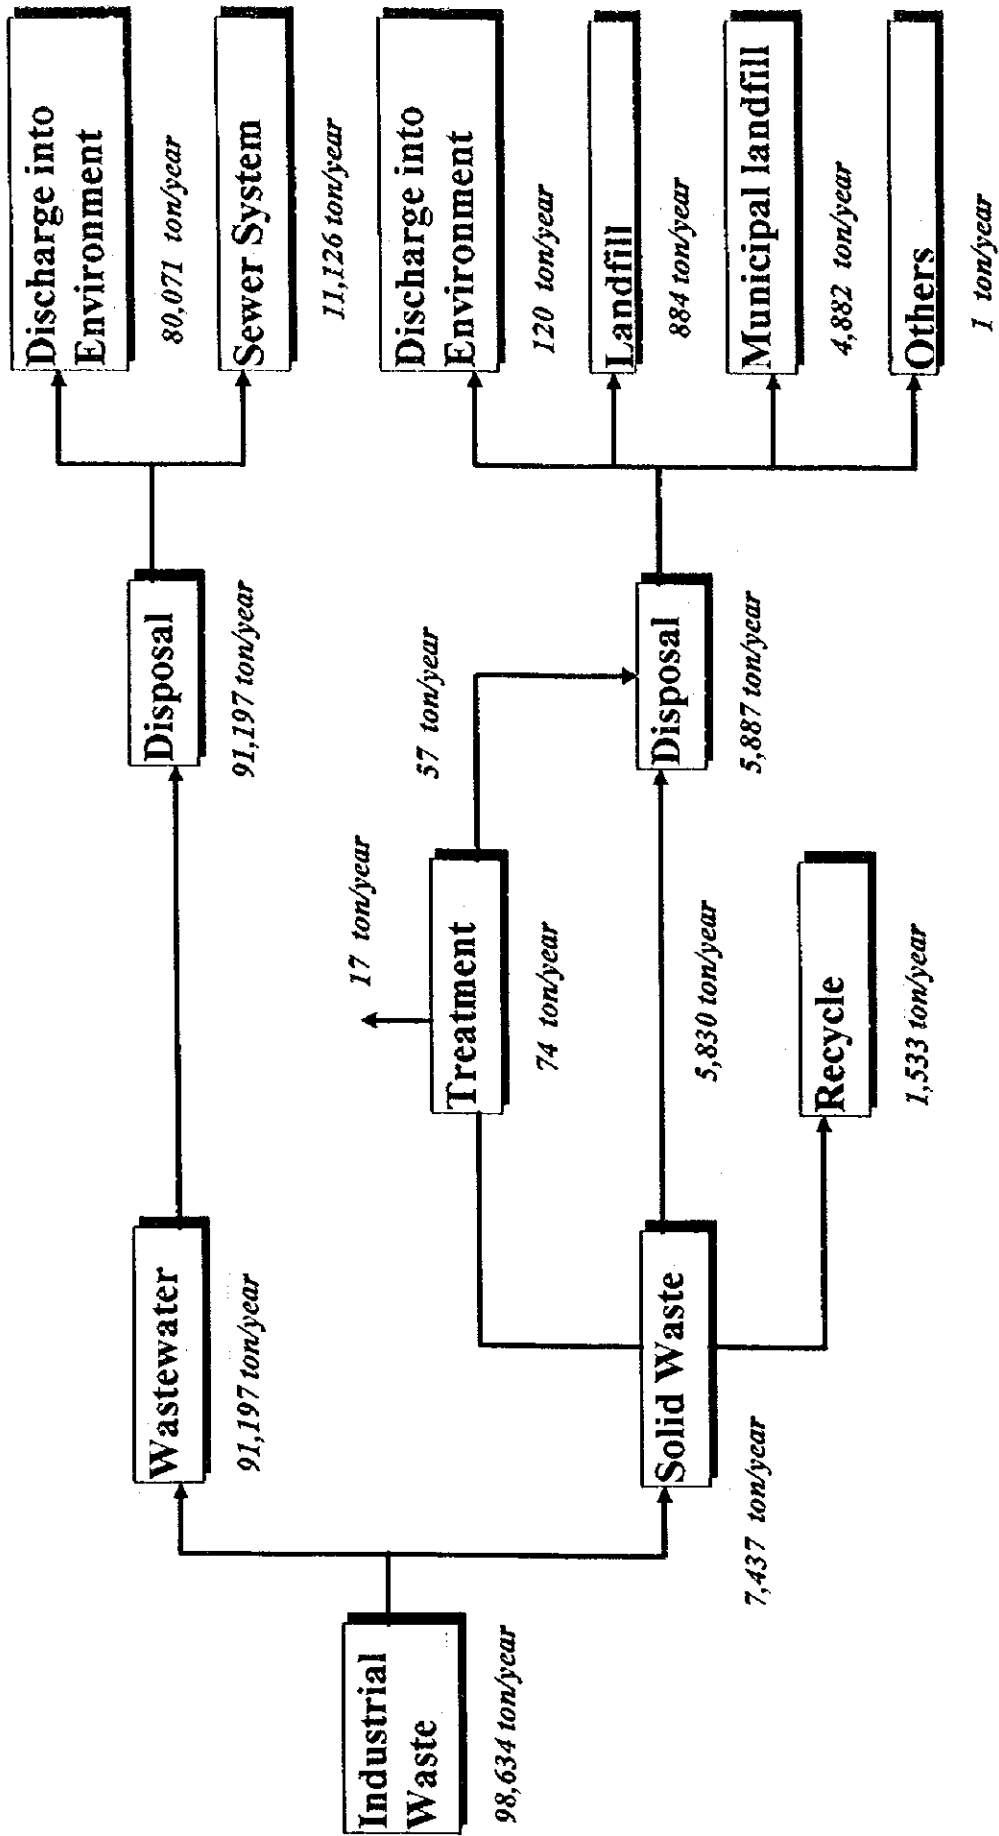 Industrial
Waste
98,634 ton/year
Wastewater
91,197 ton/year
Disposal
91,197 ton/year
Discharge into
Environment
80,071 ton/year
Sewer System
11,126 ton/year
Solid Waste
7,437 ton/year
Treatment
74 ton/year
17 ton/year
57 ton/year
5,830 ton/year
Recycle
1,533 ton/year
Disposal
5,887 ton/year
Discharge into
Environment
120 ton/year
Landfill
884 ton/year
Municipal landfill
4,882 ton/year
Others
1 ton/year